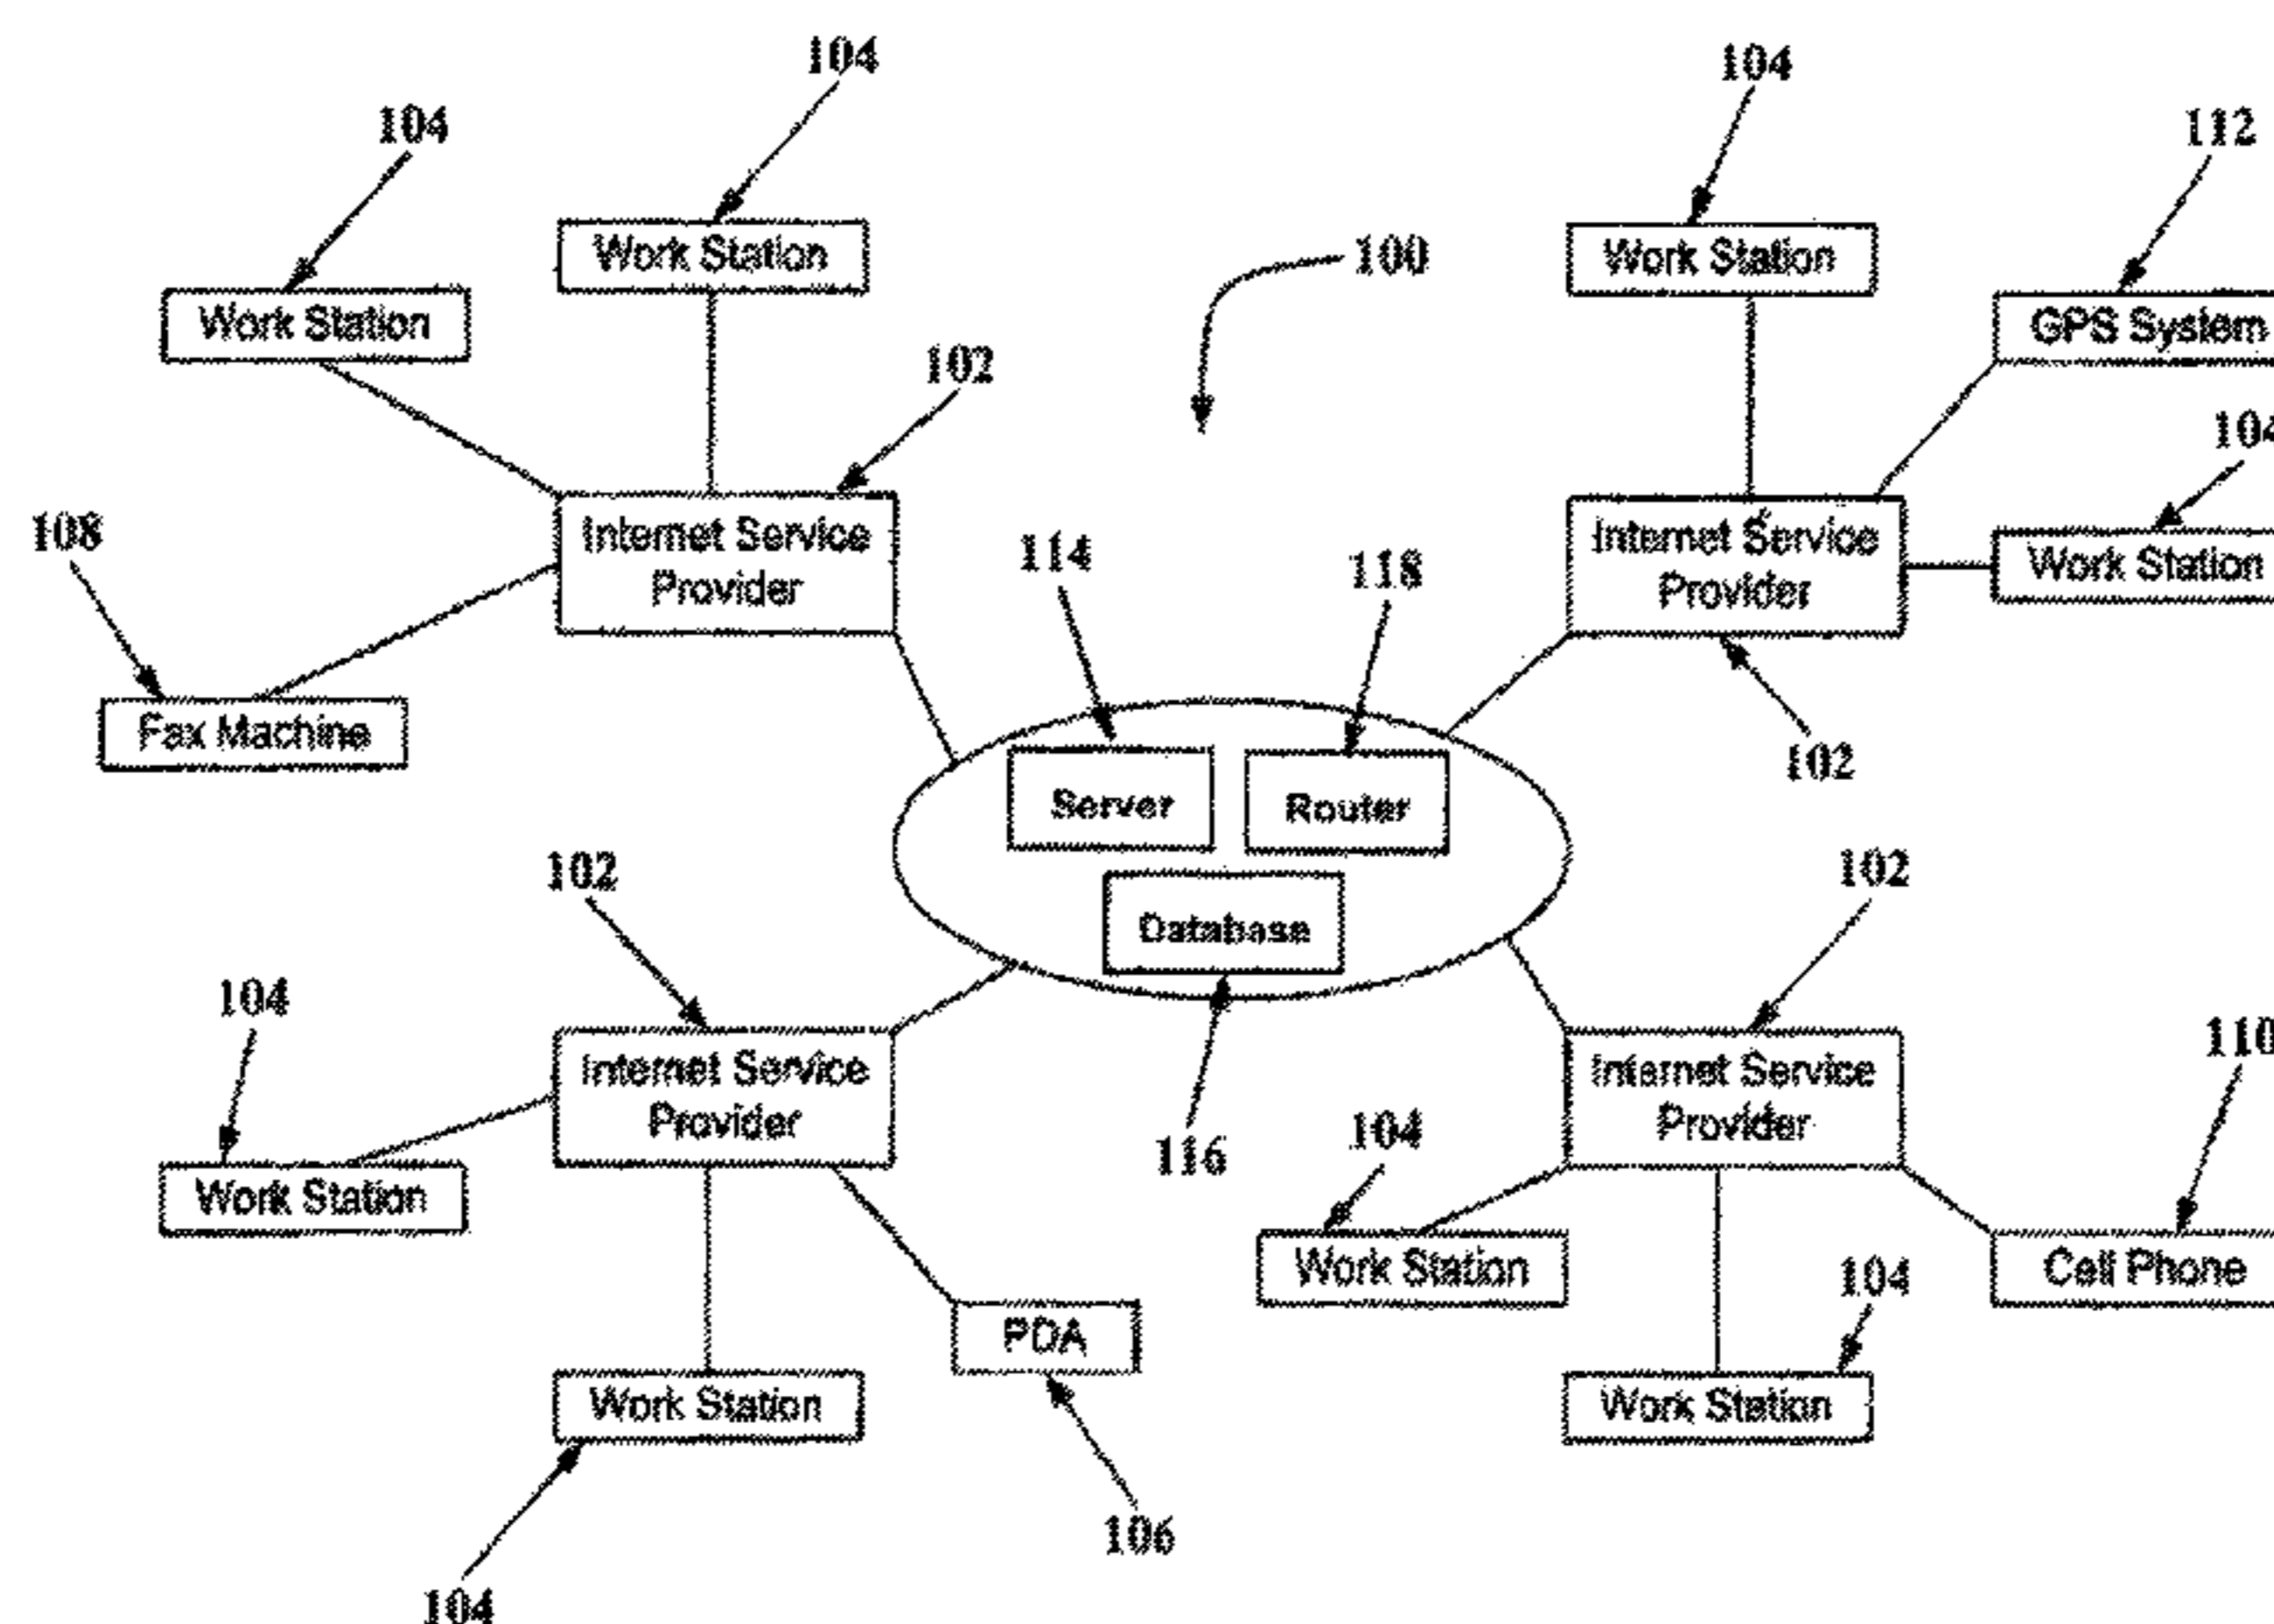 104
104
104
112
Work Station
100
Work Station
Work Station
GPS System
102
104
108
Internet Service
Provider
114
118
Internet Service
Provider
Work Station
Fax Machine
102
Server
Router
102
Database
102
104
Internet Service
Provider
116
104
Internet Service
Provider
110
Work Station
Work Station
Cell Phone
104
PDA
Work Station
Work Station
106
104